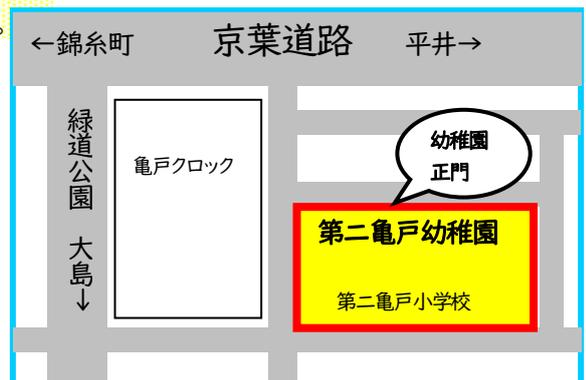 。
←錦糸町 京葉道路 平井→
緑道公園 大島↓
亀戸クロック
幼稚園
正門
第二亀戸幼稚園
第二亀戸小学校